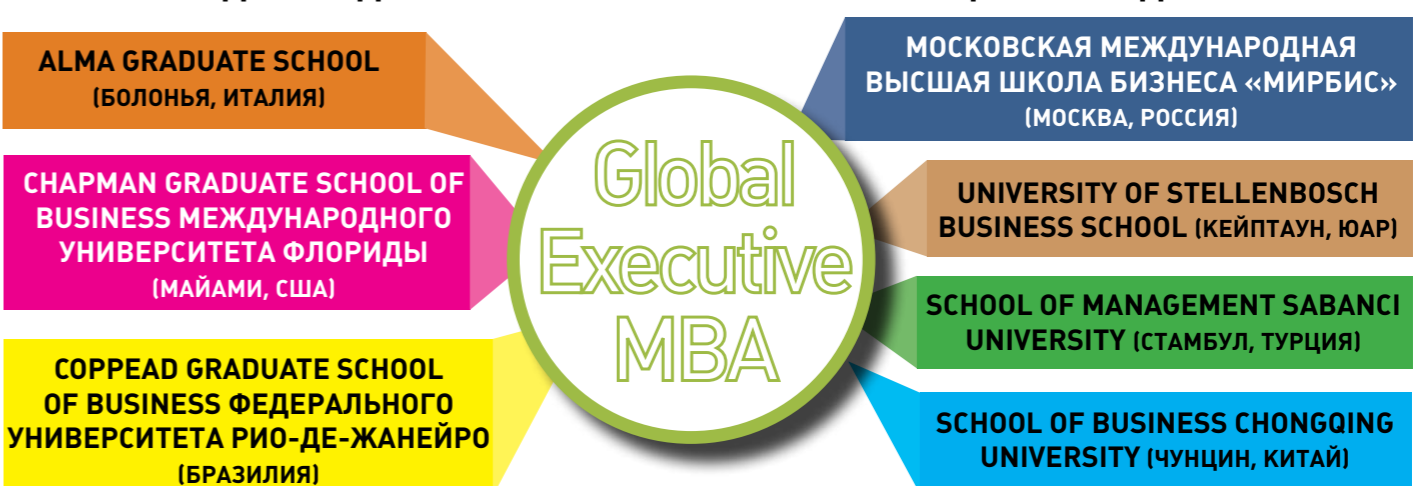 ALMA GRADUATE SCHOOL
(БОЛОНЬЯ, ИТАЛИЯ)
CHAPMAN GRADUATE SCHOOL OF
BUSINESS МЕЖДУНАРОДНОГО
УНИВЕРСИТЕТА ФЛОРИДЫ
(МАЙАМИ, США)
COPPEAD GRADUATE SCHOOL
OF BUSINESS ФЕДЕРАЛЬНОГО
УНИВЕРСИТЕТА РИО-ДЕ-ЖАНЕЙРО
(БРАЗИЛИЯ)
Global
Executive
MBA
МОСКОВСКАЯ МЕЖДУНАРОДНАЯ
ВЫСШАЯ ШКОЛА БИЗНЕСА «МИРБИС»
(МОСКВА, РОССИЯ)
UNIVERSITY OF STELLENBOSCH
BUSINESS SCHOOL (КЕЙПТАУН, ЮАР)
SCHOOL OF MANAGEMENT SABANCI
UNIVERSITY (СТАМБУЛ, ТУРЦИЯ)
SCHOOL OF BUSINESS CHONGQING
UNIVERSITY (ЧУНЦИН, КИТАЙ)